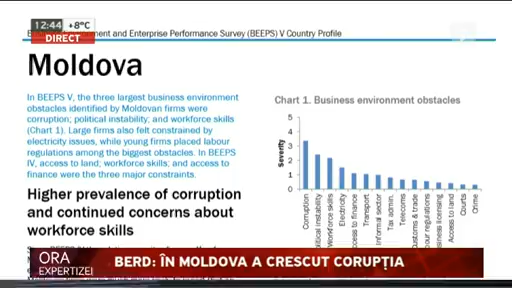 12:44 +8°C
DIRECT
ment and Enterprise Performance Survey (BEEPS) V Country Profile
Moldova
In BEEPS V, the three largest business environment
obstacles identified by Moldovan firms were
corruption; political instability; and workforce skills
(Chart 1). Large firms also felt constrained by
electricity issues, while young firms placed labour
regulations among the biggest obstacles. In BEEPS
IV, access to land; workforce skills; and access to
finance were the three major constraints.
Higher prevalence of corruption
and continued concerns about
workforce skills
Chart 1. Business environment obstacles
Severity
5
4
3
2
1
0
Corruption
litical instability
Workforce skills
Electricity
ccess to finance
Transport
Informal sector
Tax admin.
Telecoms
Customs & trade
bour regulations
siness licensing
Access to land
Courts
Crime
ORA
EXPERTIZEI
BERD: ÎN MOLDOVA A CRESCUT CORUPȚIA